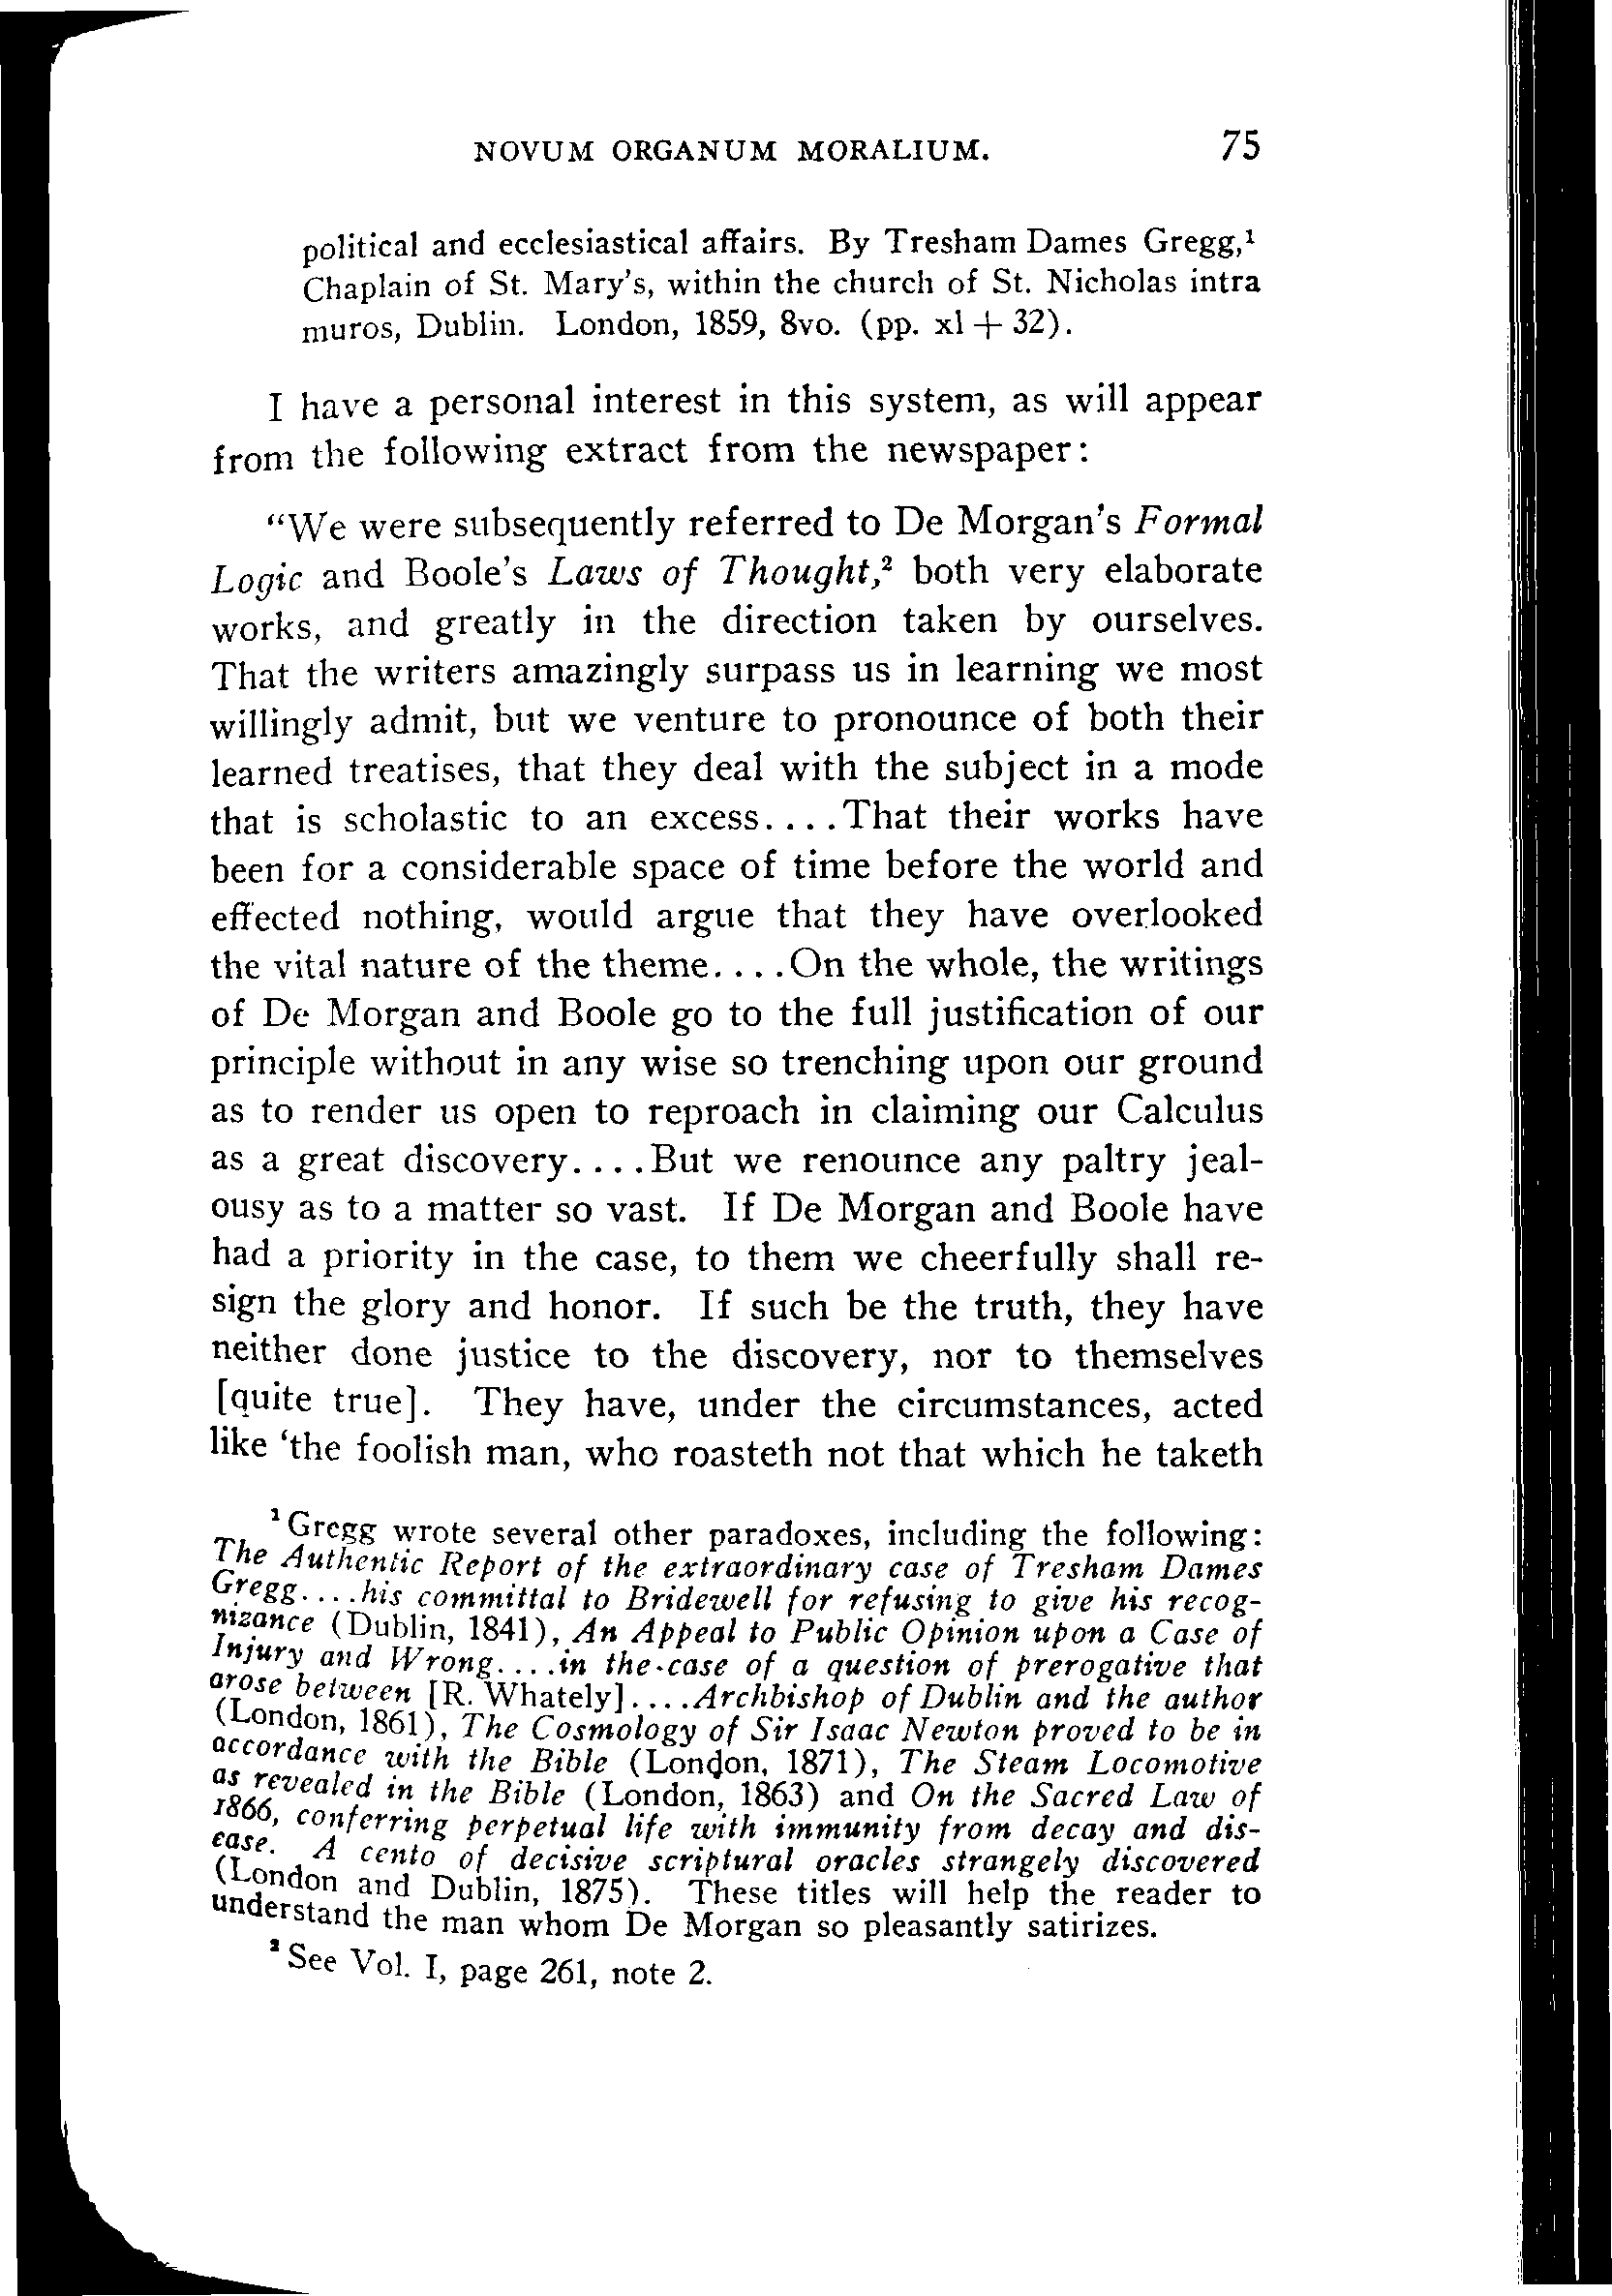 NOVUM ORGANUM MORALIUM. 75
political and ecclesiastical affairs. By Tresham Dames Gregg,¹
Chaplain of St. Mary's, within the church of St. Nicholas intra
muros, Dublin. London, 1859, 8vo. (pp. xl + 32).
I have a personal interest in this system, as will appear
from the following extract from the newspaper:
"We were subsequently referred to De Morgan's Formal
Logic and Boole's Laws of Thought,² both very elaborate
works, and greatly in the direction taken by ourselves.
That the writers amazingly surpass us in learning we most
willingly admit, but we venture to pronounce of both their
learned treatises, that they deal with the subject in a mode
that is scholastic to an excess....That their works have
been for a considerable space of time before the world and
effected nothing, would argue that they have overlooked
the vital nature of the theme....On the whole, the writings
of De Morgan and Boole go to the full justification of our
principle without in any wise so trenching upon our ground
as to render us open to reproach in claiming our Calculus
as a great discovery....But we renounce any paltry jeal-
ousy as to a matter so vast. If De Morgan and Boole have
had a priority in the case, to them we cheerfully shall re-
sign the glory and honor. If such be the truth, they have
neither done justice to the discovery, nor to themselves
[quite true]. They have, under the circumstances, acted
like 'the foolish man, who roasteth not that which he taketh
¹ Gregg wrote several other paradoxes, including the following:
The Authentic Report of the extraordinary case of Tresham Dames
Gregg....his committal to Bridewell for refusing to give his recog-
nizance (Dublin, 1841), An Appeal to Public Opinion upon a Case of
Injury and Wrong....in the case of a question of prerogative that
arose between [R. Whately]....Archbishop of Dublin and the author
(London, 1861), The Cosmology of Sir Isaac Newton proved to be in
accordance with the Bible (London, 1871), The Steam Locomotive
as revealed in the Bible (London, 1863) and On the Sacred Law of
1866, conferring perpetual life with immunity from decay and dis-
ease. A cento of decisive scriptural oracles strangely discovered
(London and Dublin, 1875). These titles will help the reader to
understand the man whom De Morgan so pleasantly satirizes.
² See Vol. I, page 261, note 2.